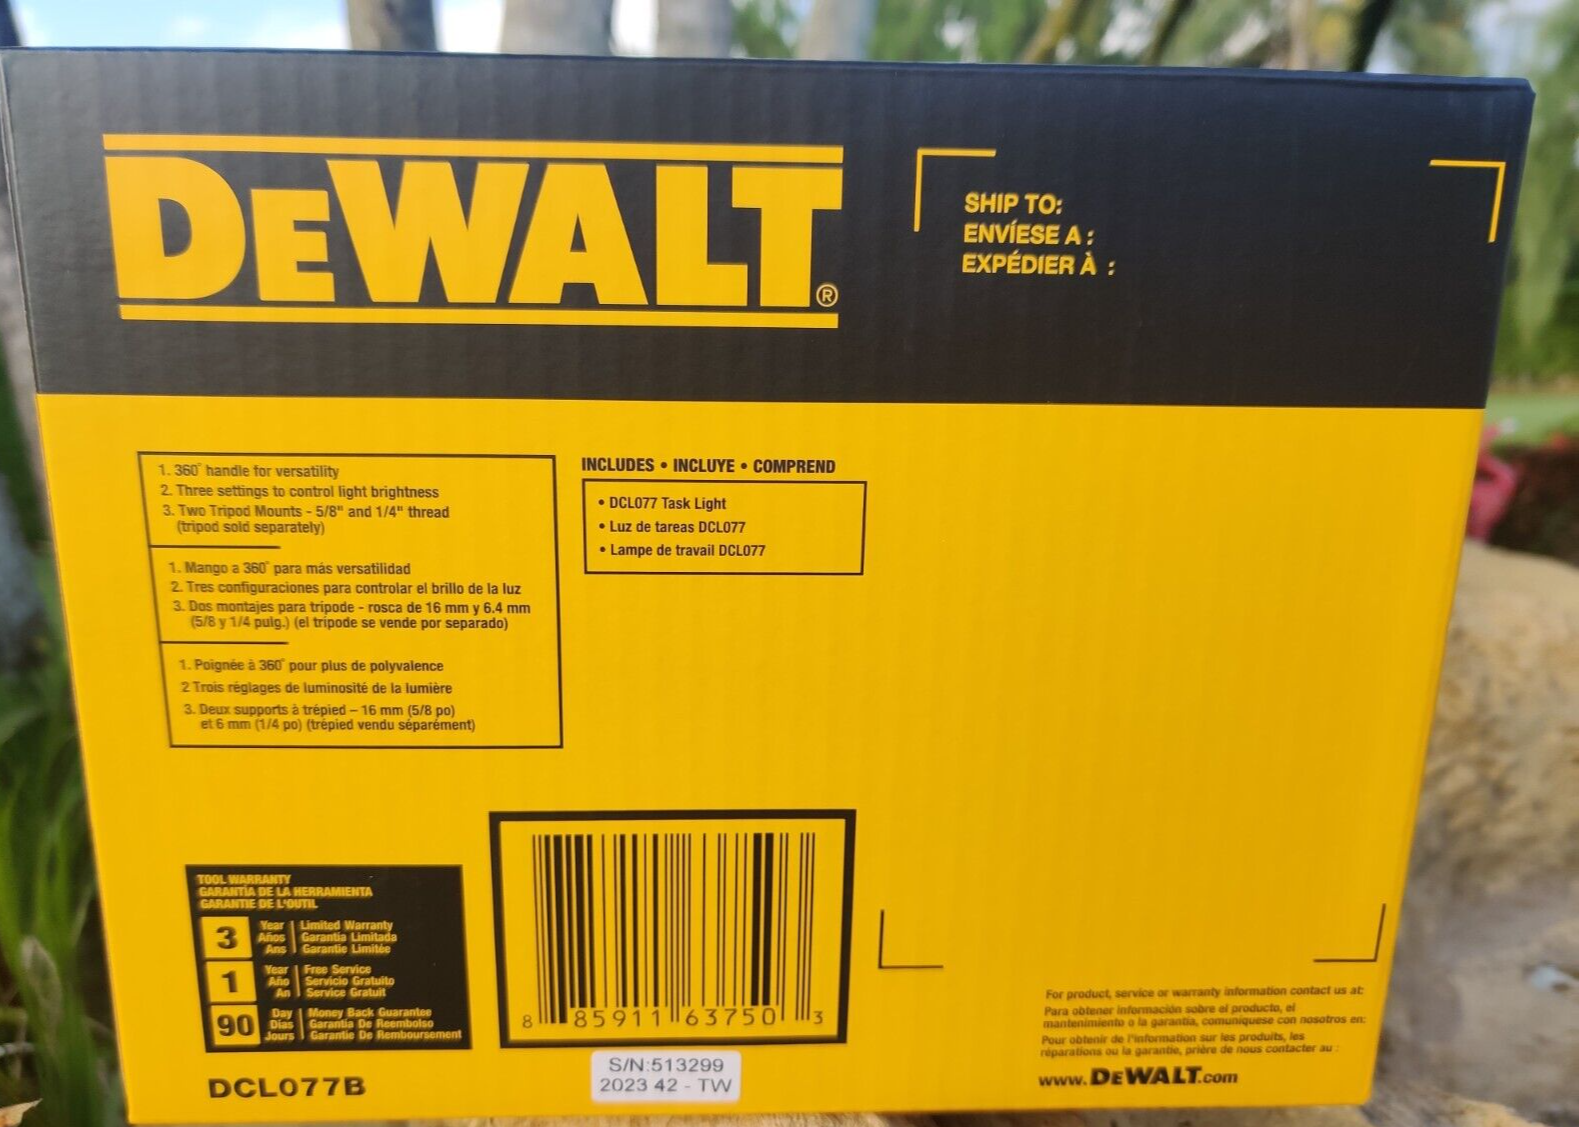 DEWALT®
SHIP TO:
ENVÍESE A :
EXPÉDIER À :
1. 360° handle for versatility
2. Three settings to control light brightness
3. Two Tripod Mounts - 5/8" and 1/4" thread
(tripod sold separately)
1. Mango a 360° para más versatilidad
2. Tres configuraciones para controlar el brillo de la luz
3. Dos montajes para tripode - rosca de 16 mm y 6.4 mm
(5/8 y 1/4 pulg.) (el tripode se vende por separado)
1. Poignée à 360° pour plus de polyvalence
2 Trois réglages de luminosité de la lumière
3. Deux supports à trépied – 16 mm (5/8 po)
et 6 mm (1/4 po) (trépied vendu séparément)
INCLUDES • INCLUYE • COMPREND
• DCL077 Task Light
• Luz de tareas DCL077
• Lampe de travail DCL077
TOOL WARRANTY
GARANTÍA DE LA HERRAMIENTA
GARANTIE DE L'OUTIL
3 Year Limited Warranty
Años Garantía Limitada
Ans Garantie Limitée
1 Year Free Service
Año Servicio Gratuito
An Service Gratuit
90 Day Money Back Guarantee
Dias Garantía De Reembolso
Jours Garantie De Remboursement
DCL077B
8 85911 63750 3
S/N:513299
2023 42 - TW
For product, service or warranty information contact us at:
Para obtener información sobre el producto, el
mantenimiento o la garantía, comuníquese con nosotros en:
Pour obtenir de l'information sur les produits, les
réparations ou la garantie, prière de nous contacter au :
www.DEWALT.com